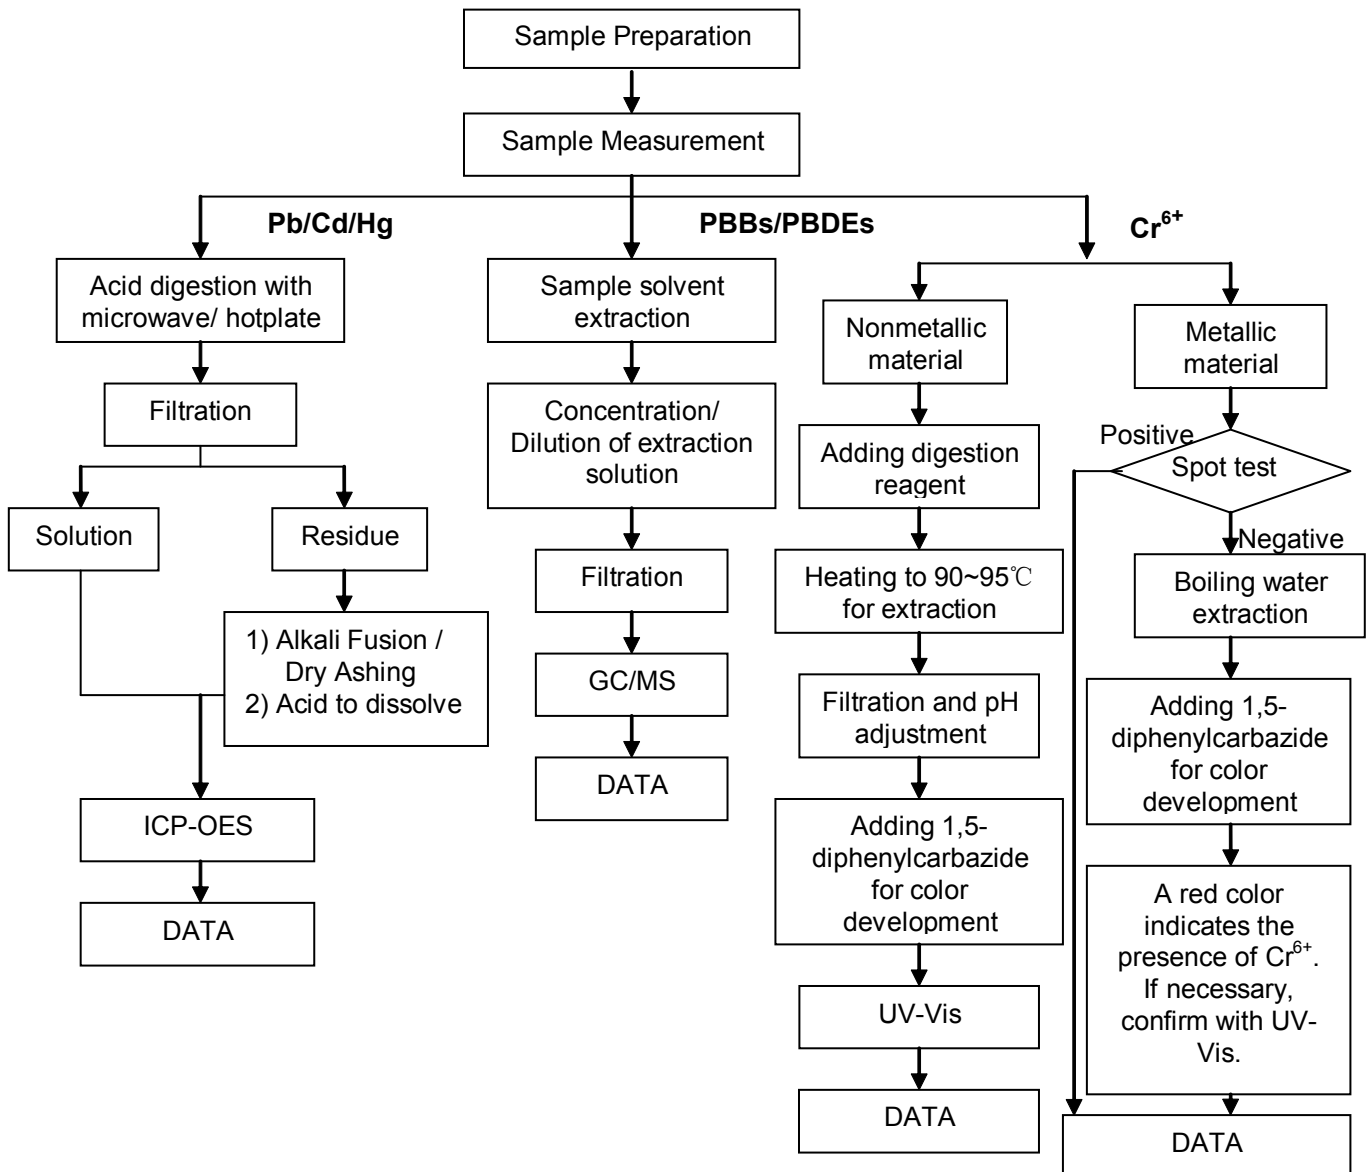 Sample Preparation
Sample Measurement
Pb/Cd/Hg
PBBs/PBDEs
Cr⁶⁺
Acid digestion with
microwave/ hotplate
Filtration
Solution
Residue
1) Alkali Fusion /
Dry Ashing
2) Acid to dissolve
ICP-OES
DATA
Sample solvent
extraction
Concentration/
Dilution of extraction
solution
Filtration
GC/MS
DATA
Nonmetallic
material
Adding digestion
reagent
Heating to 90~95℃
for extraction
Filtration and pH
adjustment
Adding 1,5-
diphenylcarbazide
for color
development
UV-Vis
DATA
Metallic
material
Positive
Spot test
Negative
Boiling water
extraction
Adding 1,5-
diphenylcarbazide
for color
development
A red color
indicates the
presence of Cr⁶⁺.
If necessary,
confirm with UV-
Vis.
DATA